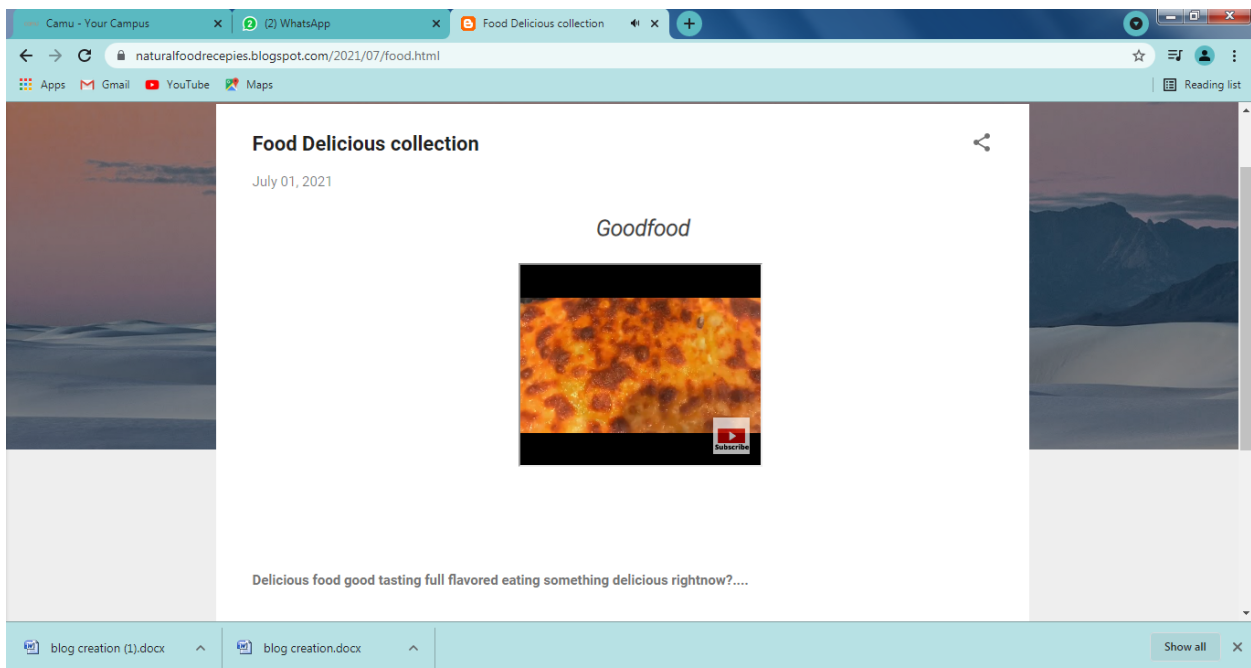 Camu - Your Campus
2 (2) WhatsApp
Food Delicious collection
naturalfoodrecepies.blogspot.com/2021/07/food.html
Apps Gmail YouTube Maps Reading list
Food Delicious collection
July 01, 2021
Goodfood
Subscribe
Delicious food good tasting full flavored eating something delicious rightnow?....
blog creation (1).docx blog creation.docx Show all